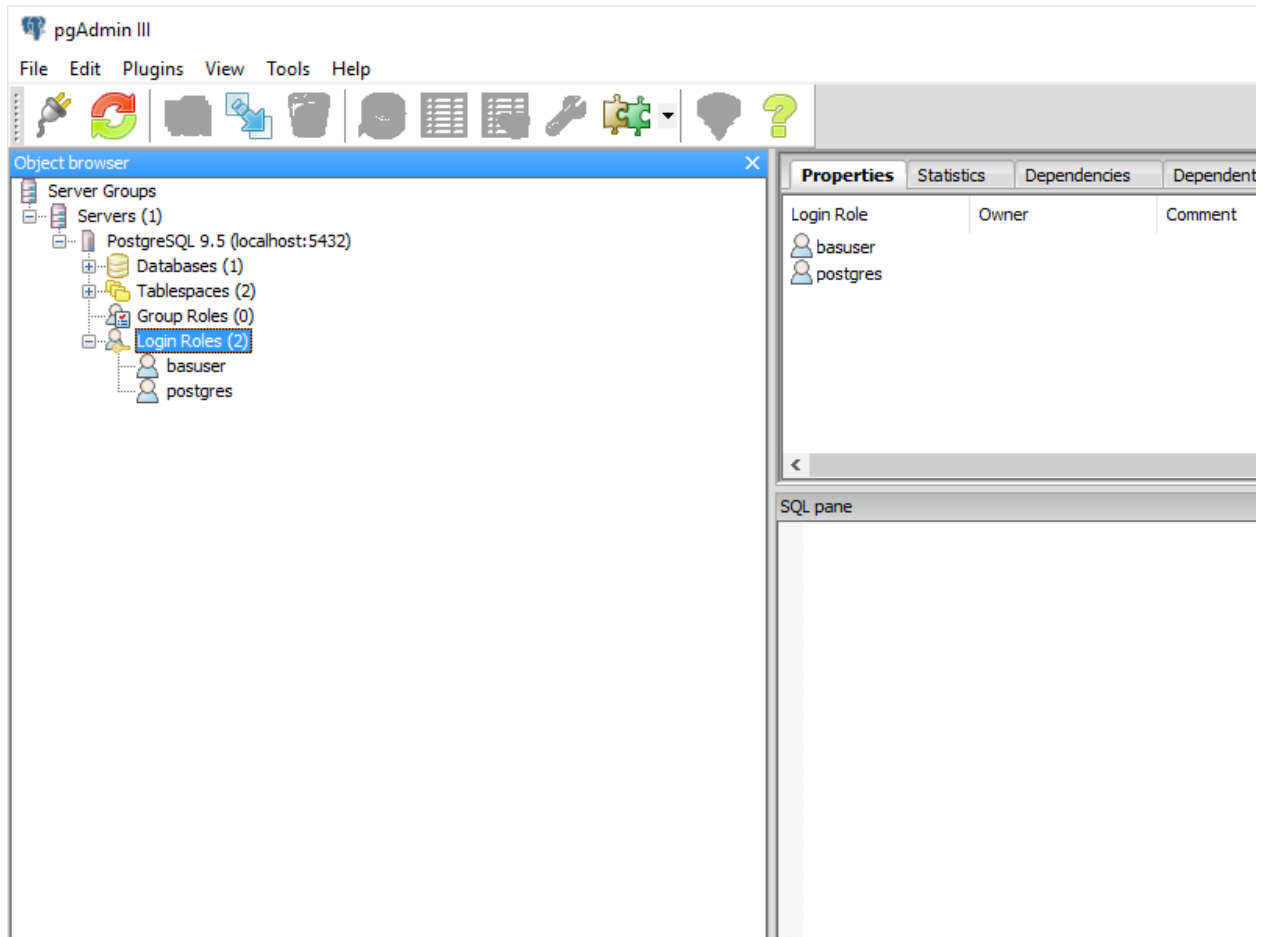 pgAdmin III
File Edit Plugins View Tools Help
Object browser
Server Groups
Servers (1)
PostgreSQL 9.5 (localhost:5432)
Databases (1)
Tablespaces (2)
Group Roles (0)
Login Roles (2)
basuser
postgres
Properties Statistics Dependencies Dependent
Login Role Owner Comment
basuser
postgres
SQL pane